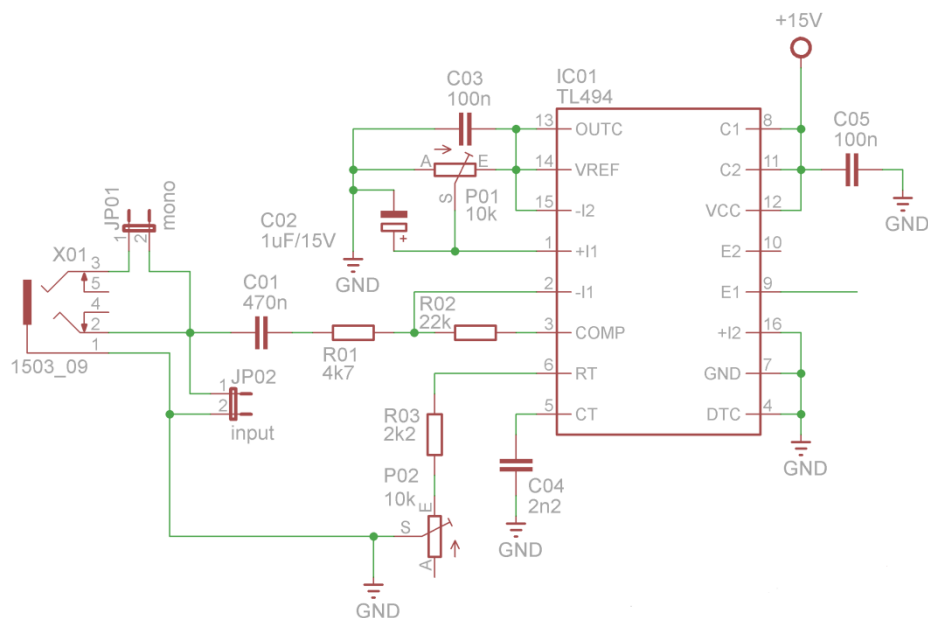 +15V
C03
100n
IC01
TL494
C05
100n
13 OUTC C1 8
A E 14 VREF C2 11
S P01
10k
15 -I2 VCC 12
GND
JP01 1 2 mono
C02
1uF/15V
+
1 +I1 E2 10
GND
X01
3
5
4
2
1
1503_09
C01
470n
2 -I1 E1 9
R01
4k7
R02
22k
3 COMP +I2 16
6 RT GND 7
5 CT DTC 4
JP02
1
2
input
R03
2k2
GND
P02
10k
E
S
A
C04
2n2
GND
GND